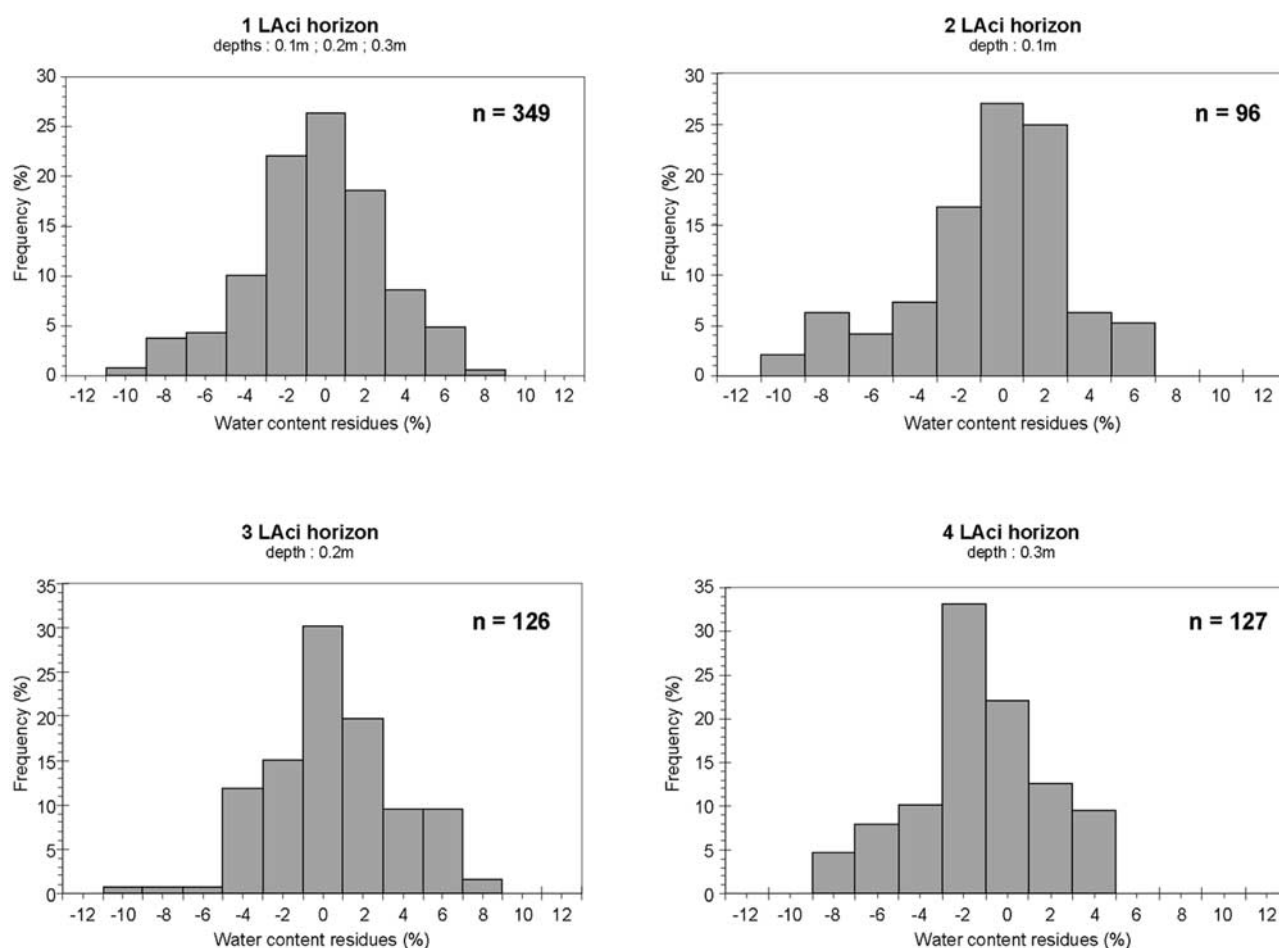 1 LAci horizon
depths : 0.1m ; 0.2m ; 0.3m
n = 349
30
25
20
15
10
5
0
Frequency (%)
-12 -10 -8 -6 -4 -2 0 2 4 6 8 10 12
Water content residues (%)
2 LAci horizon
depth : 0.1m
n = 96
30
25
20
15
10
5
0
Frequency (%)
-12 -10 -8 -6 -4 -2 0 2 4 6 8 10 12
Water content residues (%)
3 LAci horizon
depth : 0.2m
n = 126
35
30
25
20
15
10
5
0
Frequency (%)
-12 -10 -8 -6 -4 -2 0 2 4 6 8 10 12
Water content residues (%)
4 LAci horizon
depth : 0.3m
n = 127
35
30
25
20
15
10
5
0
Frequency (%)
-12 -10 -8 -6 -4 -2 0 2 4 6 8 10 12
Water content residues (%)